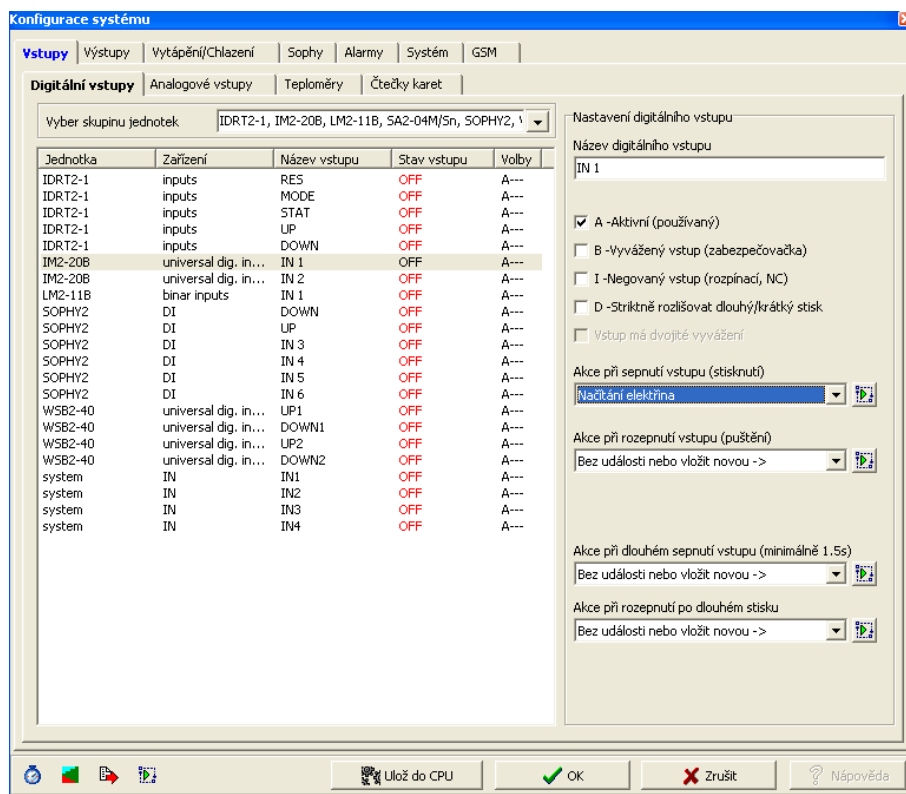 Konfigurace systému
Vstupy Výstupy Vytápění/Chlazení Sophy Alarmy Systém GSM
Digitální vstupy Analogové vstupy Teploměry Čtečky karet
Vyber skupinu jednotek IDRT2-1, IM2-20B, LM2-11B, SA2-04M/Sn, SOPHY2,
Jednotka Zařízení Název vstupu Stav vstupu Volby
IDRT2-1 inputs RES OFF A---
IDRT2-1 inputs MODE OFF A---
IDRT2-1 inputs STAT OFF A---
IDRT2-1 inputs UP OFF A---
IDRT2-1 inputs DOWN OFF A---
IM2-20B universal dig. in... IN 1 OFF A---
IM2-20B universal dig. in... IN 2 OFF A---
LM2-11B binar inputs IN 1 OFF A---
SOPHY2 DI DOWN OFF A---
SOPHY2 DI UP OFF A---
SOPHY2 DI IN 3 OFF A---
SOPHY2 DI IN 4 OFF A---
SOPHY2 DI IN 5 OFF A---
SOPHY2 DI IN 6 OFF A---
WSB2-40 universal dig. in... UP1 OFF A---
WSB2-40 universal dig. in... DOWN1 OFF A---
WSB2-40 universal dig. in... UP2 OFF A---
WSB2-40 universal dig. in... DOWN2 OFF A---
system IN IN1 OFF A---
system IN IN2 OFF A---
system IN IN3 OFF A---
system IN IN4 OFF A---
Nastavení digitálního vstupu
Název digitálního vstupu
IN 1
A -Aktivní (používaný)
B -Vyvážený vstup (zabezpečovačka)
I -Negovaný vstup (rozpínací, NC)
D -Striktně rozlišovat dlouhý/krátký stisk
Vstup má dvojité vyvážení
Akce při sepnutí vstupu (stisknutí)
Načítání elektřina
Akce při rozepnutí vstupu (puštění)
Bez události nebo vložit novou ->
Akce při dlouhém sepnutí vstupu (minimálně 1.5s)
Bez události nebo vložit novou ->
Akce při rozepnutí po dlouhém stisku
Bez události nebo vložit novou ->
Ulož do CPU OK Zrušit Nápověda